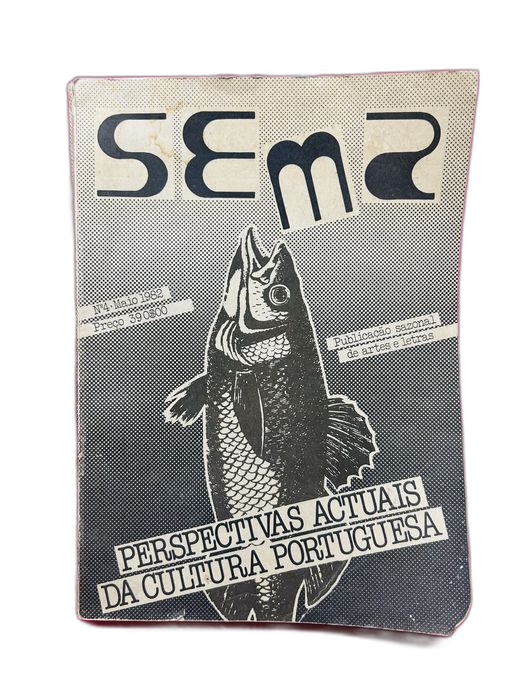 SEma
Nº4. Maio 1982
Preço 390$00
Publicação sazonal
de artes e letras
PERSPECTIVAS ACTUAIS
DA CULTURA PORTUGUESA